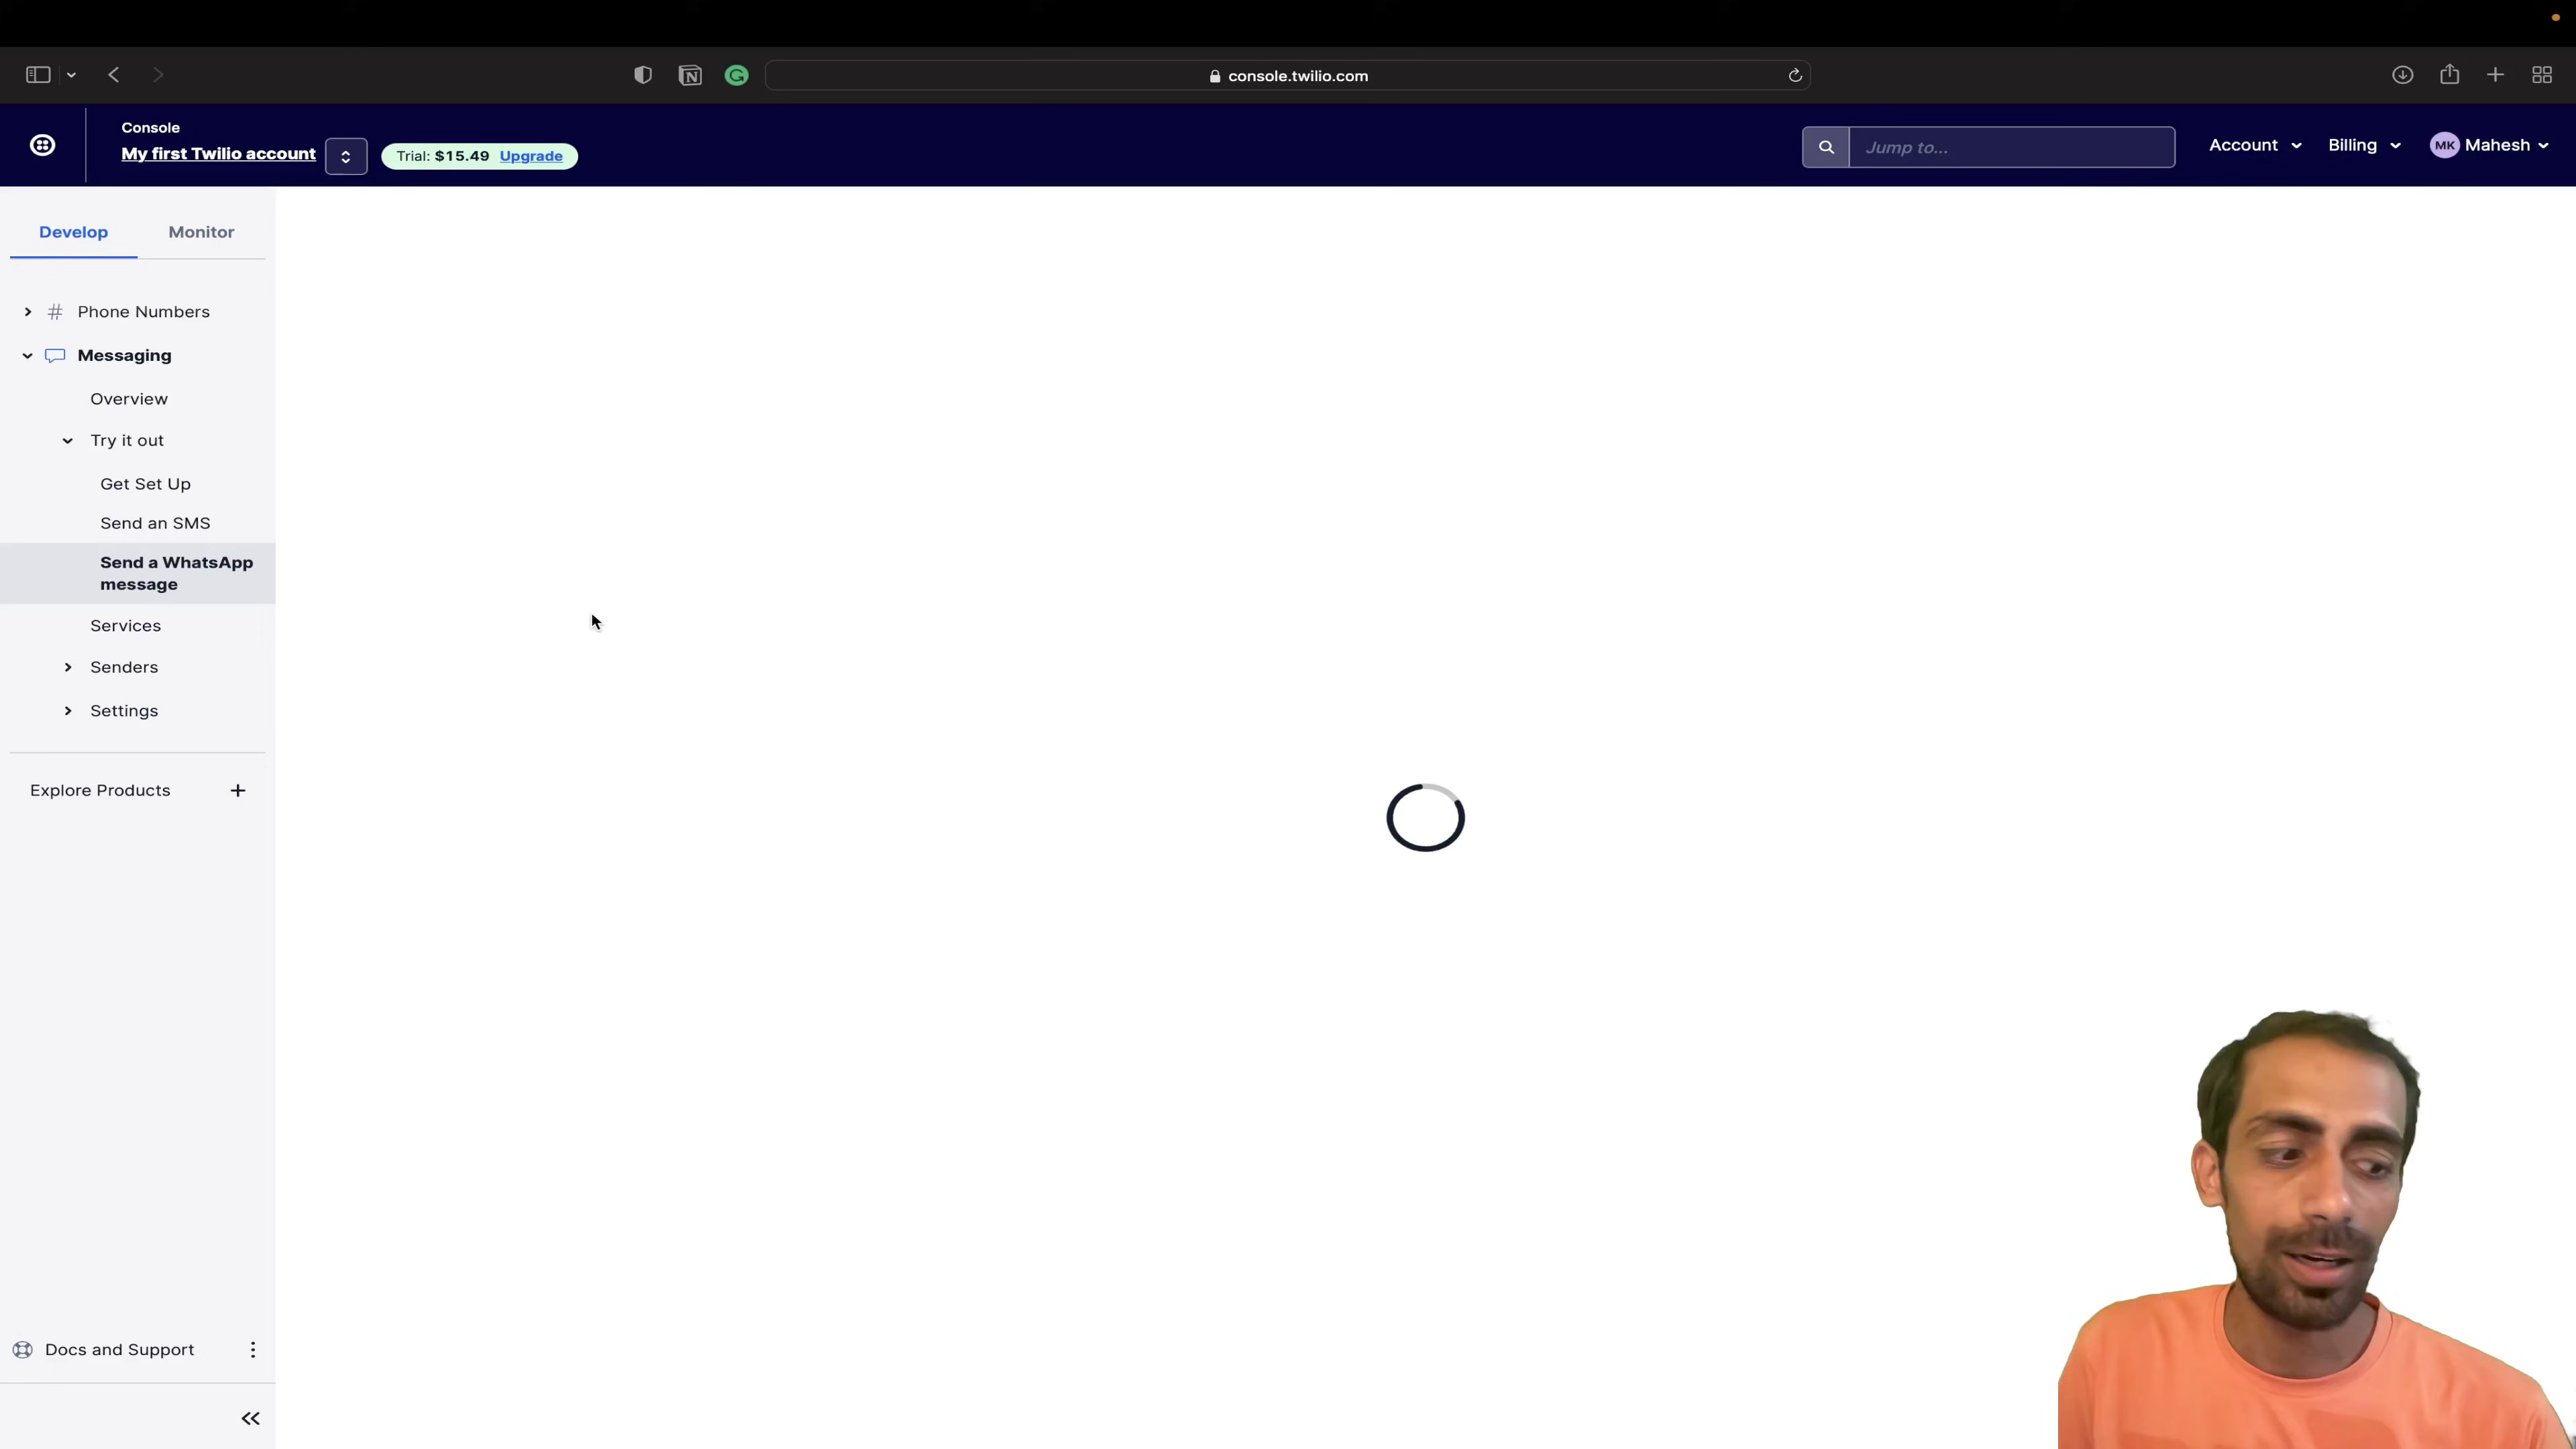 console.twilio.com
Console
My first Twilio account
Trial: $15.49 Upgrade
Jump to...
Account
Billing
MK Mahesh
Develop
Monitor
# Phone Numbers
Messaging
Overview
Try it out
Get Set Up
Send an SMS
Send a WhatsApp
message
Services
Senders
Settings
Explore Products +
Docs and Support